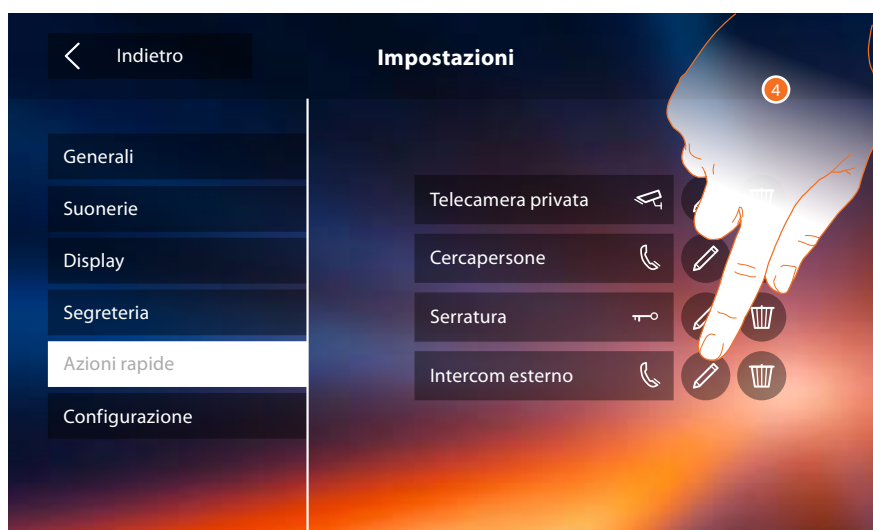 Indietro
Impostazioni
4
Generali
Suonerie
Display
Segreteria
Azioni rapide
Configurazione
Telecamera privata
Cercapersone
Serratura
Intercom esterno